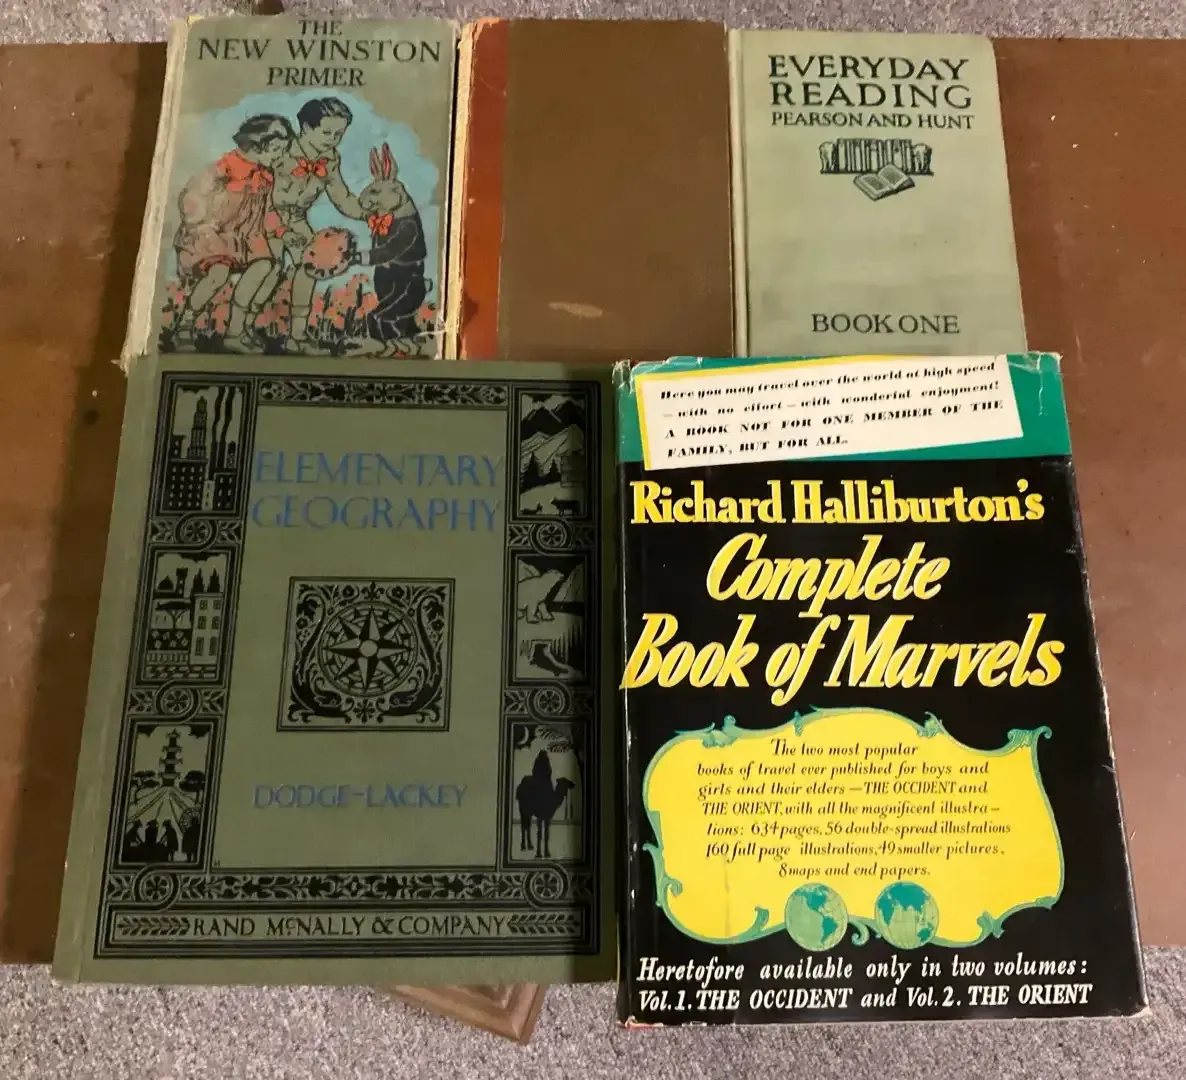 THE
NEW WINSTON
PRIMER
EVERYDAY
READING
PEARSON AND HUNT
BOOK ONE
ELEMENTARY
GEOGRAPHY
DODGE-LACKEY
RAND McNALLY & COMPANY
Here you may travel over the world at high speed
— with no effort — with wonderful enjoyment!
A BOOK NOT FOR ONE MEMBER OF THE
FAMILY, BUT FOR ALL.
Richard Halliburton's
Complete
Book of Marvels
The two most popular
books of travel ever published for boys and
girls and their elders — THE OCCIDENT and
THE ORIENT, with all the magnificent illustra-
tions: 634 pages, 56 double-spread illustrations
160 full page illustrations, 49 smaller pictures,
8 maps and end papers.
Heretofore available only in two volumes:
Vol. 1. THE OCCIDENT and Vol. 2. THE ORIENT